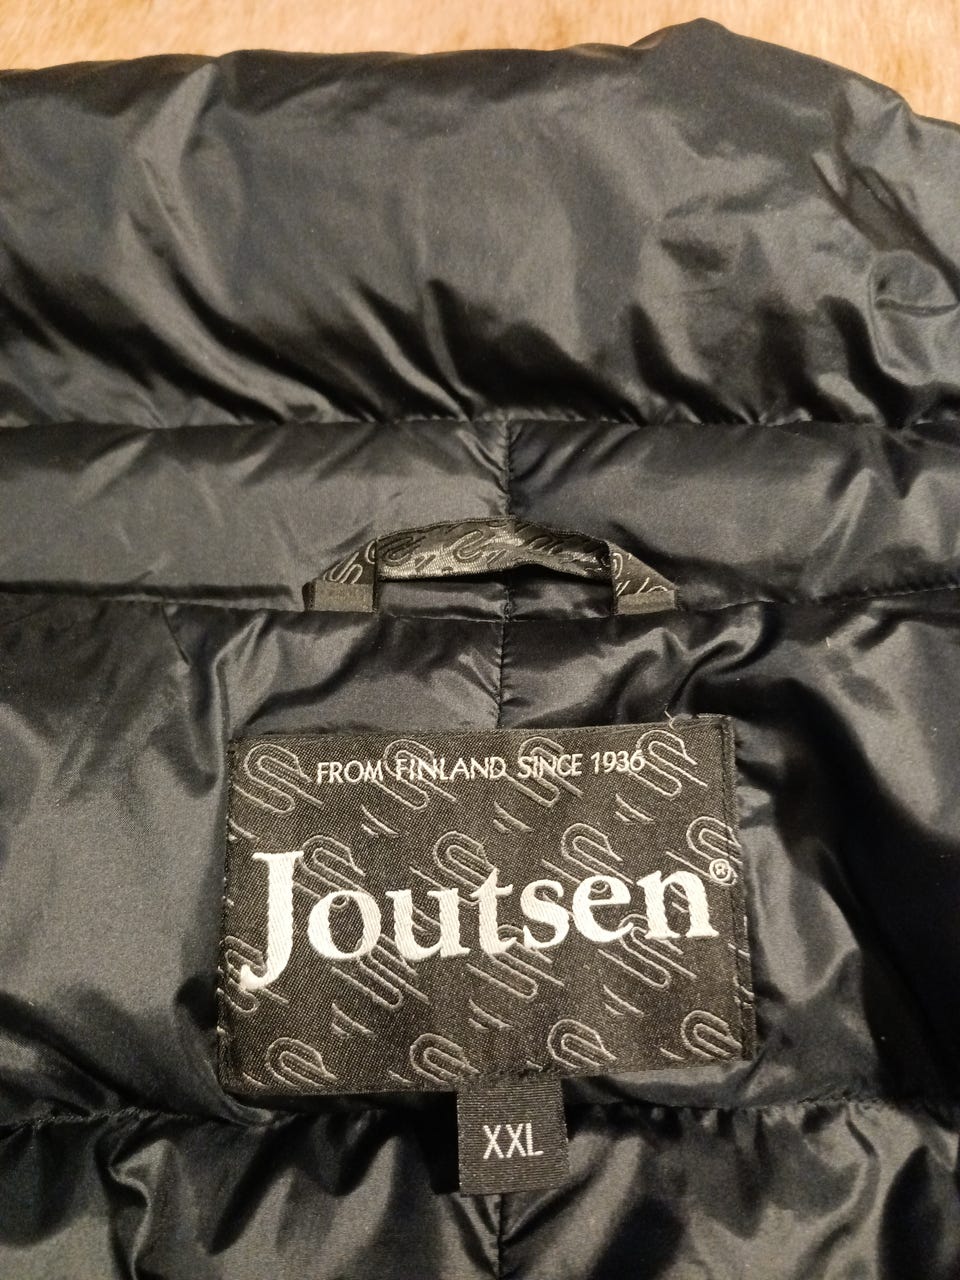 FROM FINLAND SINCE 1936
Joutsen®
XXL